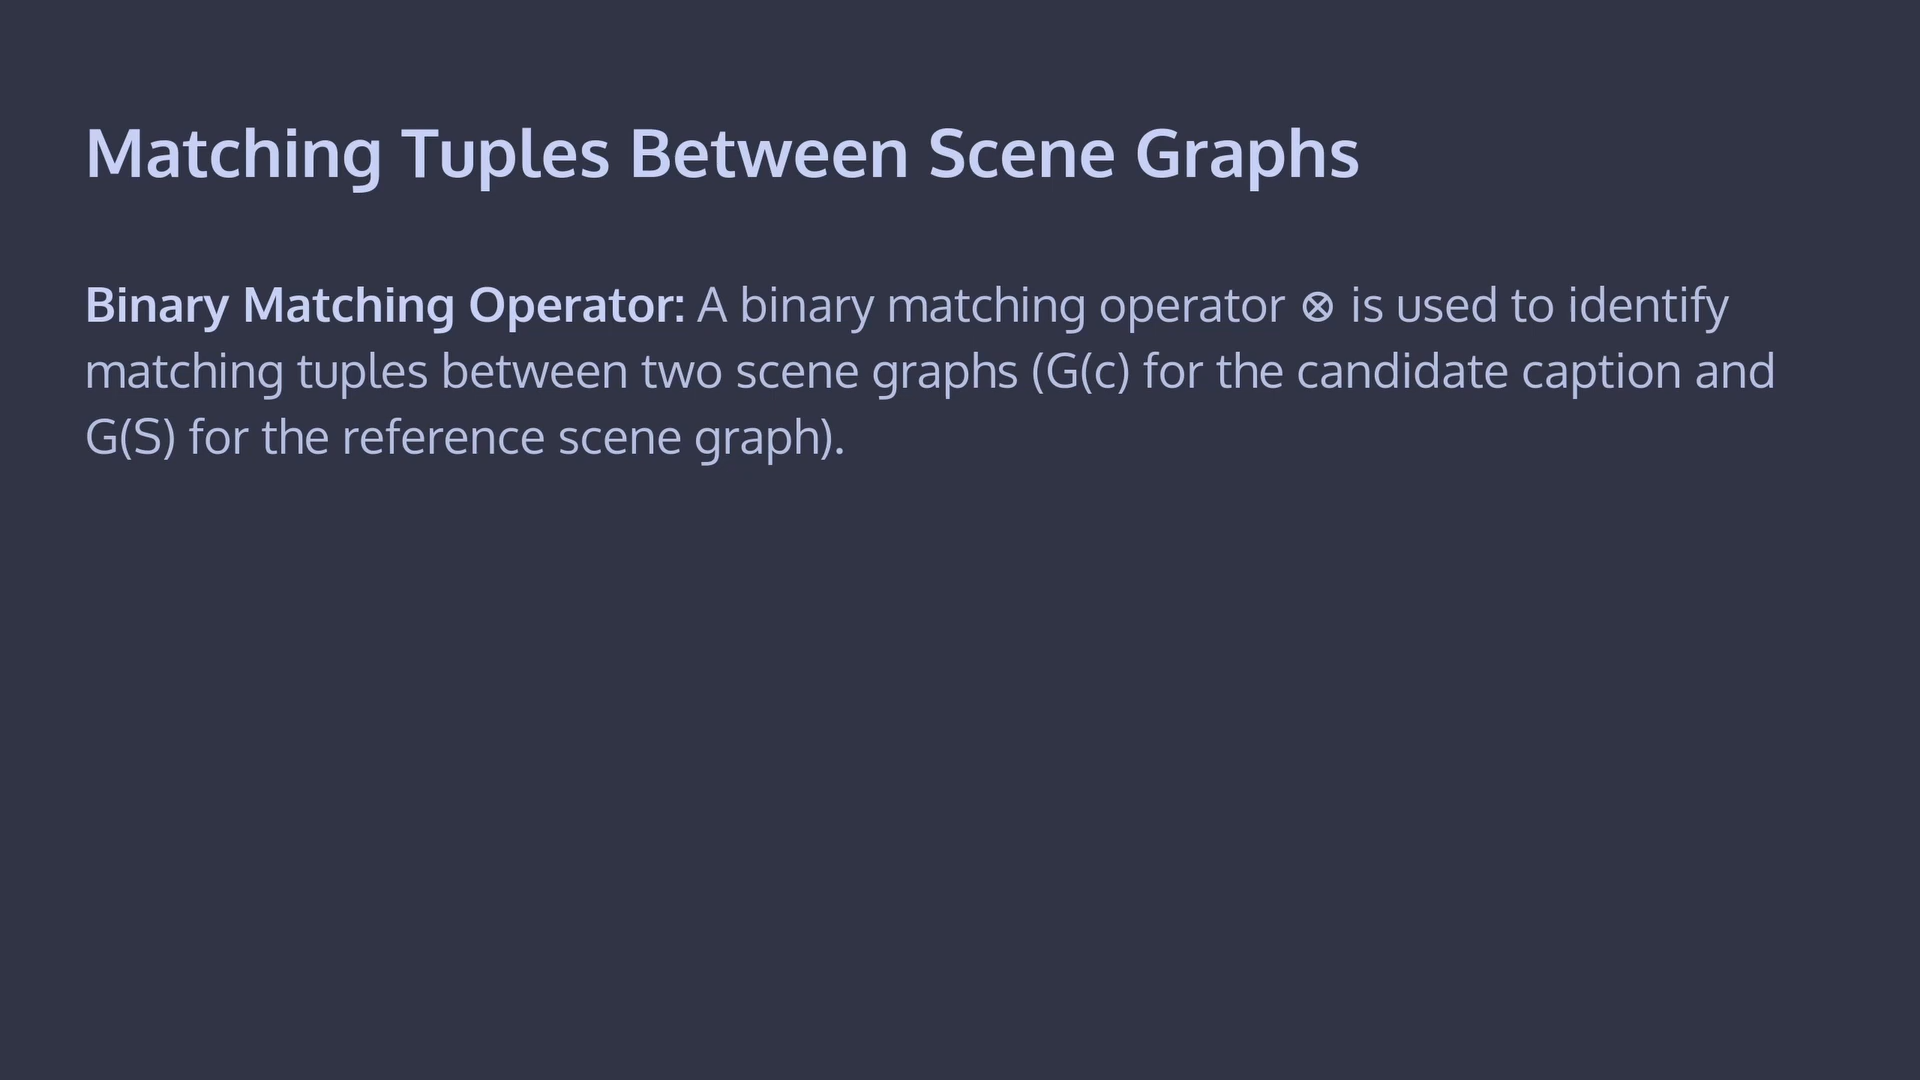 Matching Tuples Between Scene Graphs
Binary Matching Operator: A binary matching operator ⊗ is used to identify
matching tuples between two scene graphs (G(c) for the candidate caption and
G(S) for the reference scene graph).